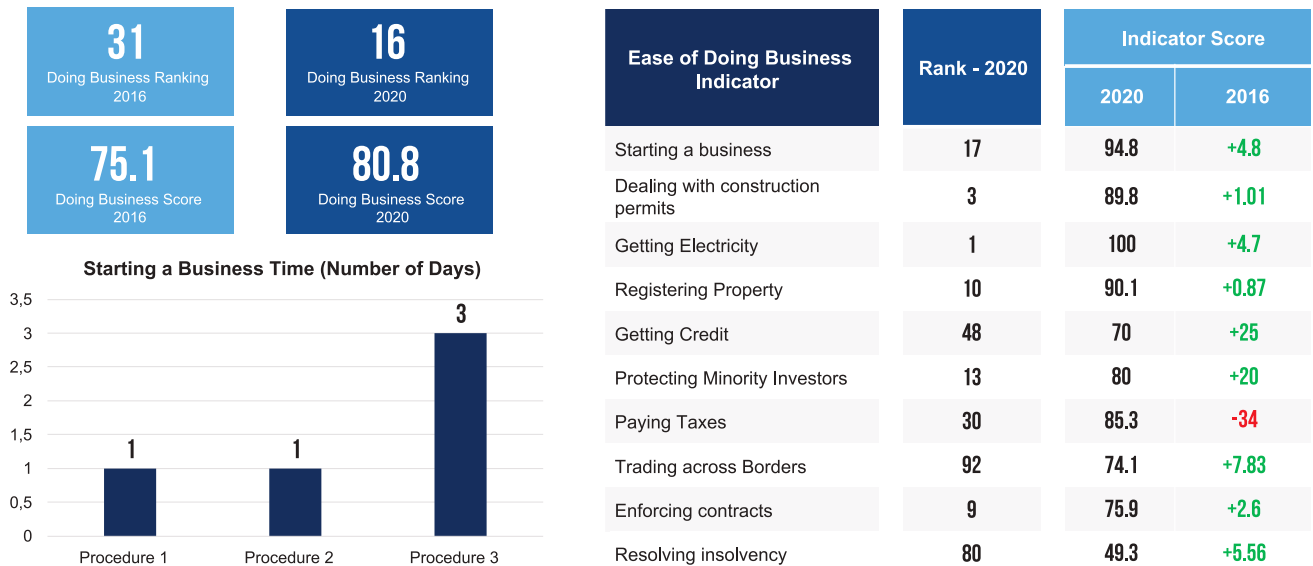 31
Doing Business Ranking
2016
16
Doing Business Ranking
2020
75.1
Doing Business Score
2016
80.8
Doing Business Score
2020
Starting a Business Time (Number of Days)
3,5
3
2,5
2
1,5
1
0,5
0
1
1
3
Procedure 1
Procedure 2
Procedure 3
Ease of Doing Business
Indicator
Rank - 2020
Indicator Score
2020
2016
Starting a business 17 94.8 +4.8
Dealing with construction
permits 3 89.8 +1.01
Getting Electricity 1 100 +4.7
Registering Property 10 90.1 +0.87
Getting Credit 48 70 +25
Protecting Minority Investors 13 80 +20
Paying Taxes 30 85.3 -34
Trading across Borders 92 74.1 +7.83
Enforcing contracts 9 75.9 +2.6
Resolving insolvency 80 49.3 +5.56